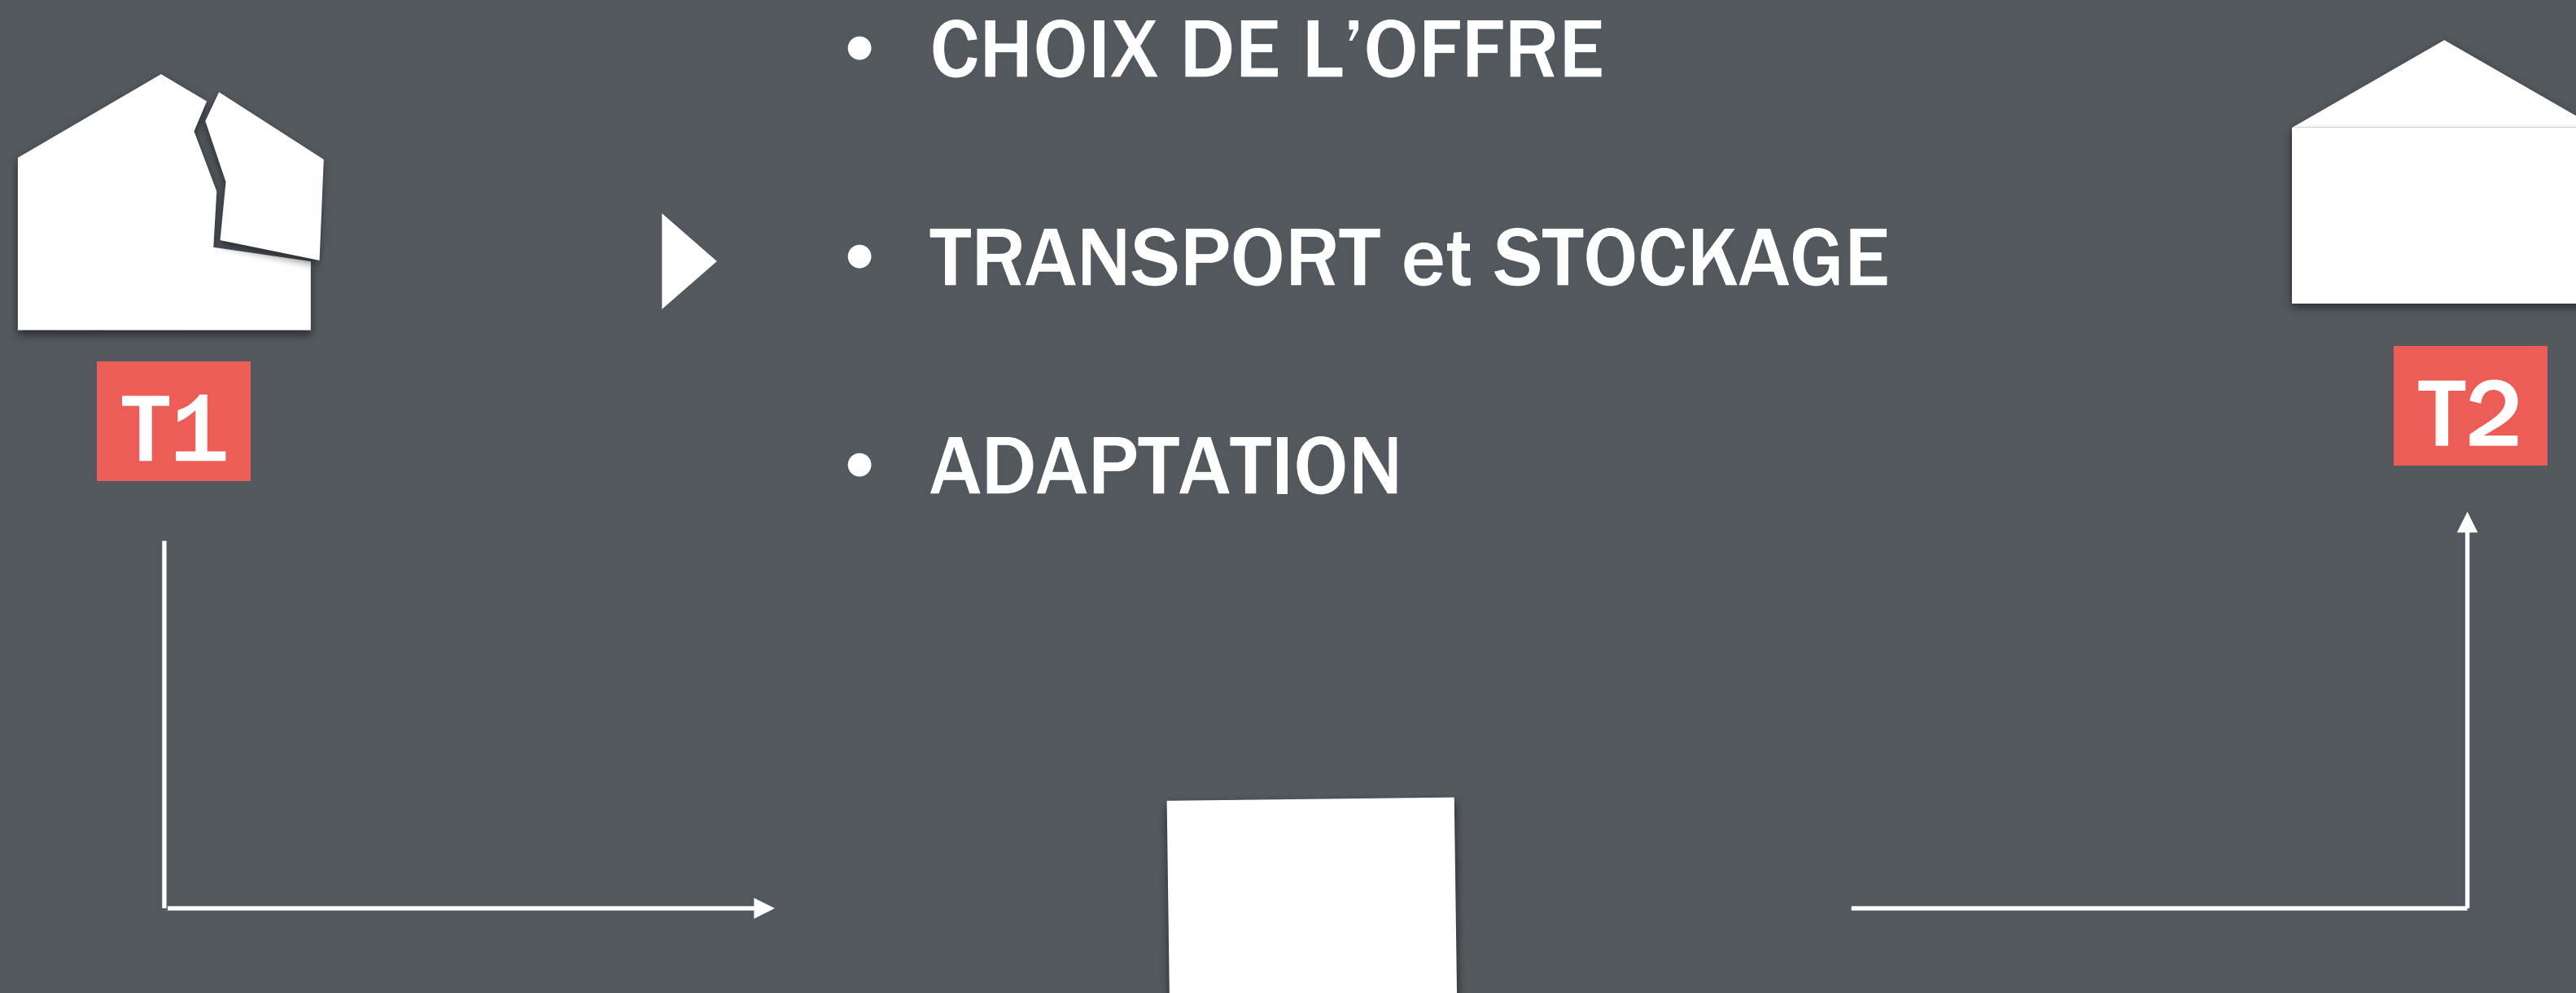 • CHOIX DE L’OFFRE
• TRANSPORT et STOCKAGE
• ADAPTATION
T1
T2